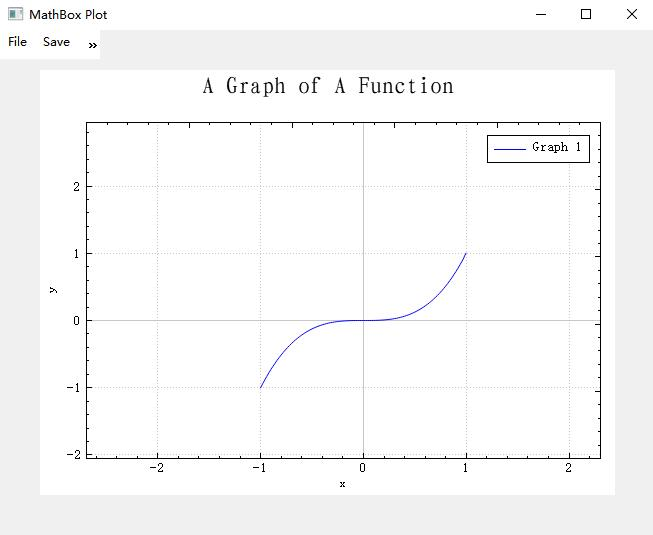 MathBox Plot
File Save »
A Graph of A Function
Graph 1
2
1
0
-1
-2
y
-2 -1 0 1 2
x